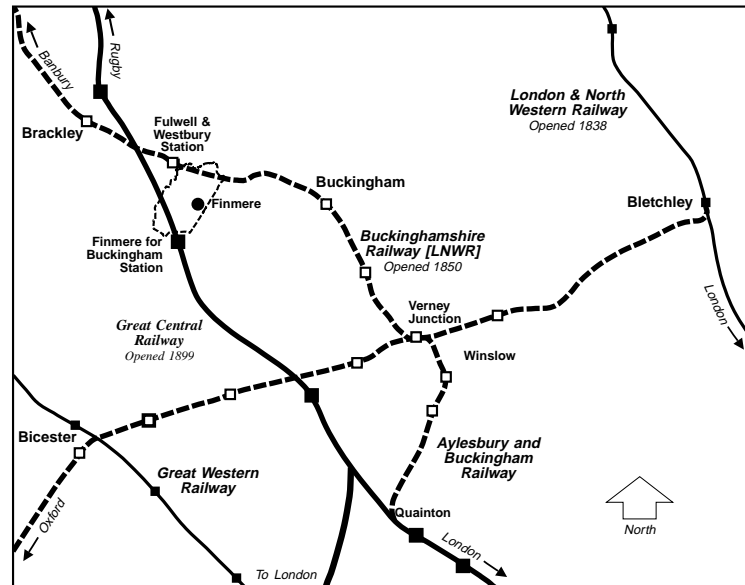 Rugby
Banbury
Brackley
Fulwell &
Westbury
Station
London & North
Western Railway
Opened 1838
Buckingham
Finmere
Bletchley
Finmere for
Buckingham
Station
Buckinghamshire
Railway [LNWR]
Opened 1850
London
Verney
Junction
Great Central
Railway
Opened 1899
Winslow
Bicester
Great Western
Railway
Aylesbury and
Buckingham
Railway
Quainton
Oxford
London
North
To London